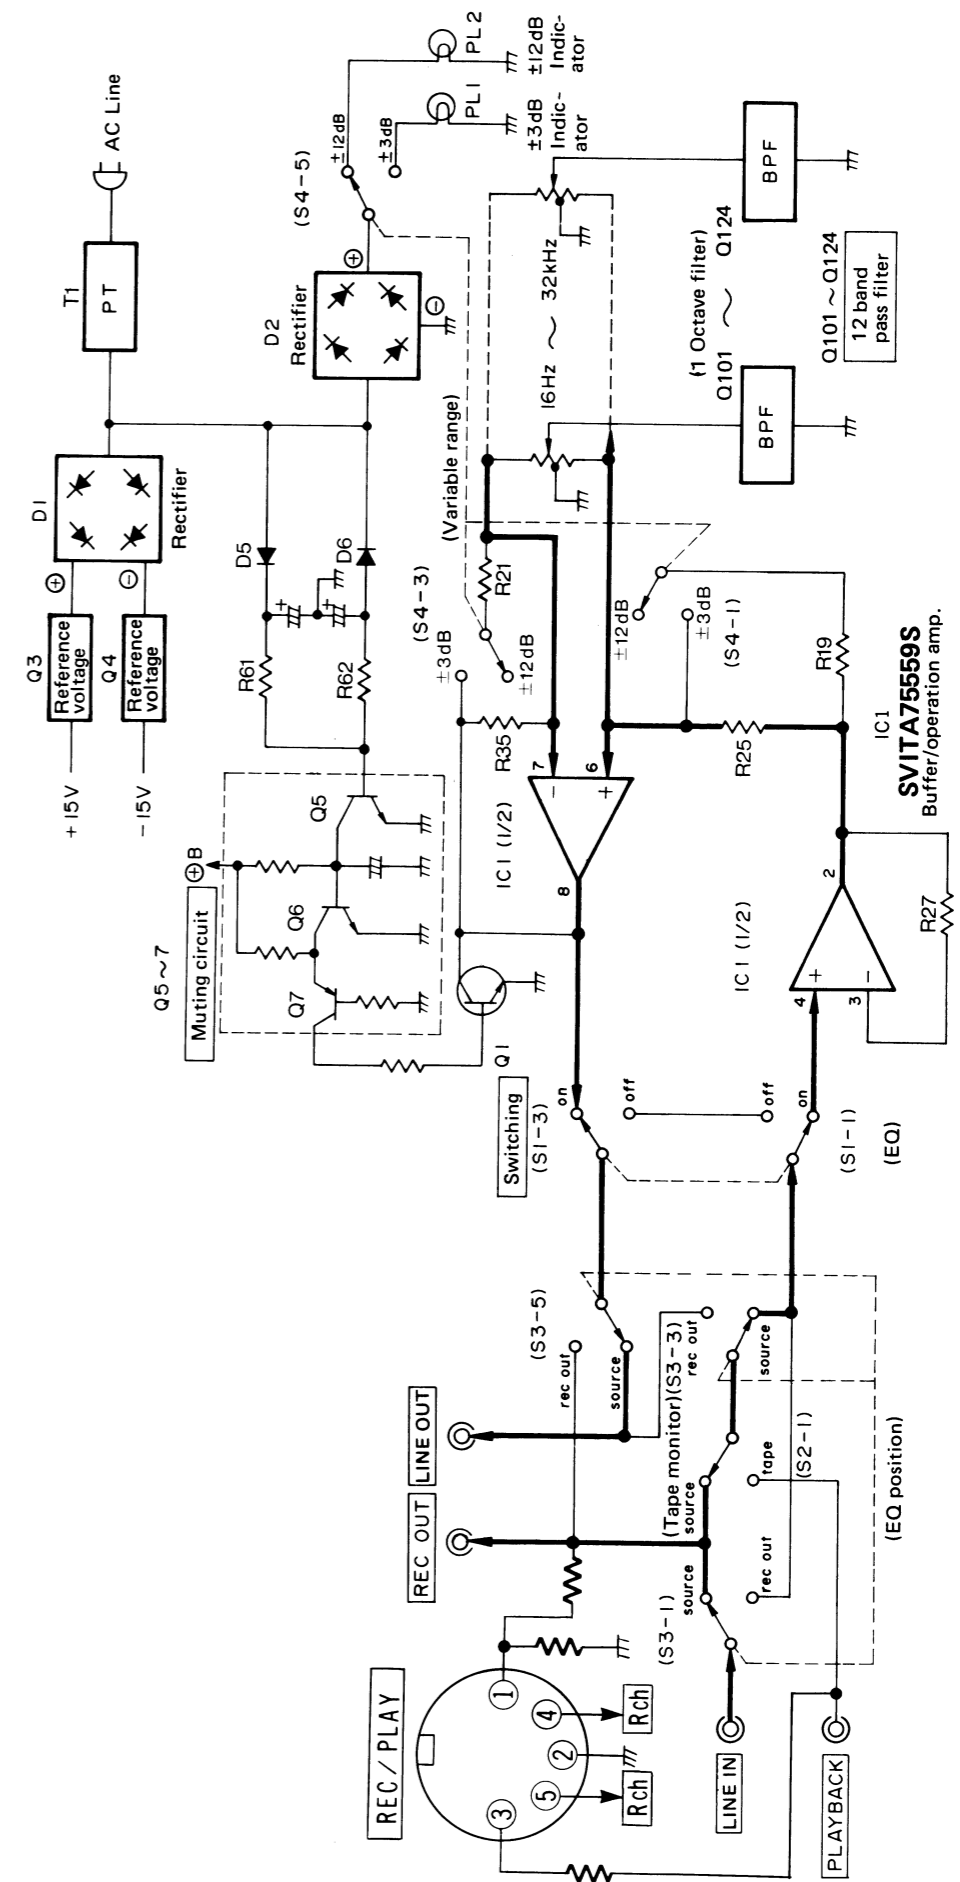 AC Line
T1
PT
D1
Rectifier
⊕
⊖
Q3
Reference
voltage
Q4
Reference
voltage
+15V
-15V
PL2
±12dB
Indic-
ator
PL1
±3dB
Indic-
ator
(S4-5)
±12dB
±3dB
D2
Rectifier
⊕
⊖
D5
D6
+
+
R61
R62
Q5~7
Muting circuit
⊕B
Q5
Q6
Q7
Q1
Switching
(S1-3)
on
off
off
on
(S1-1)
(EQ)
(Variable range)
(S4-3)
±3dB
±12dB
R21
R35
16Hz ~ 32kHz
±12dB
±3dB
(S4-1)
R19
R25
IC1 (1/2)
7
6
8
-
+
IC1 (1/2)
4
3
2
+
-
R27
IC1
SVITA75559S
Buffer/operation amp.
(1 Octave filter)
Q101 ~ Q124
BPF
BPF
Q101~Q124
12 band
pass filter
(S3-5)
rec out
source
LINE OUT
REC OUT
(Tape monitor)(S3-3)
source
rec out
source
tape
(S2-1)
(S3-1)
source
rec out
(EQ position)
REC/PLAY
1
4
2
5
3
Rch
Rch
LINE IN
PLAYBACK